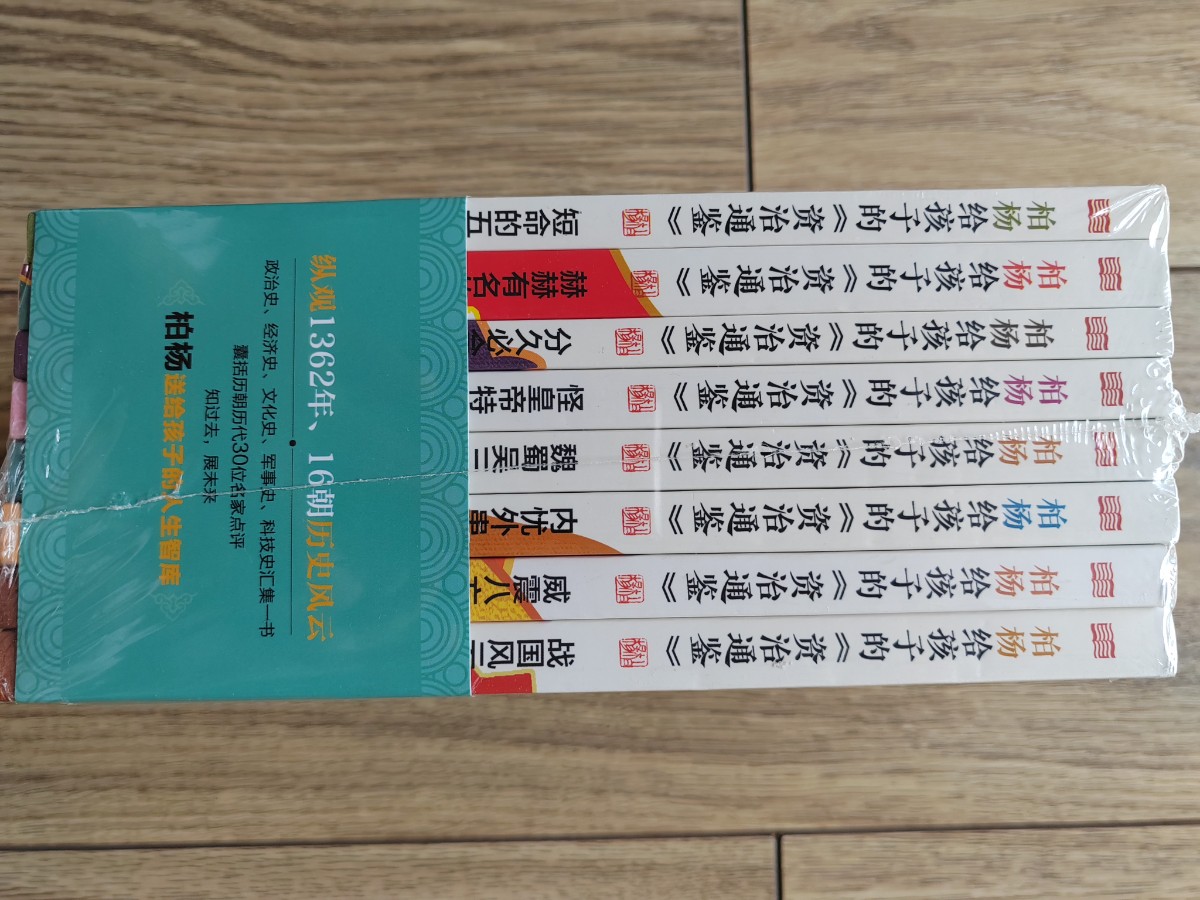 柏杨给孩子的《资治通鉴》短命的五
柏杨给孩子的《资治通鉴》赫赫有名
柏杨给孩子的《资治通鉴》分久必合
柏杨给孩子的《资治通鉴》怪皇帝特
柏杨给孩子的《资治通鉴》魏蜀吴三
柏杨给孩子的《资治通鉴》内忧外患
柏杨给孩子的《资治通鉴》威震八
柏杨给孩子的《资治通鉴》战国风
纵观1362年、16朝历史风云
政治史、经济史、文化史、军事史、科技史汇集一书
囊括历朝历代30位名家点评
知过去，展未来
柏杨送给孩子的人生智库